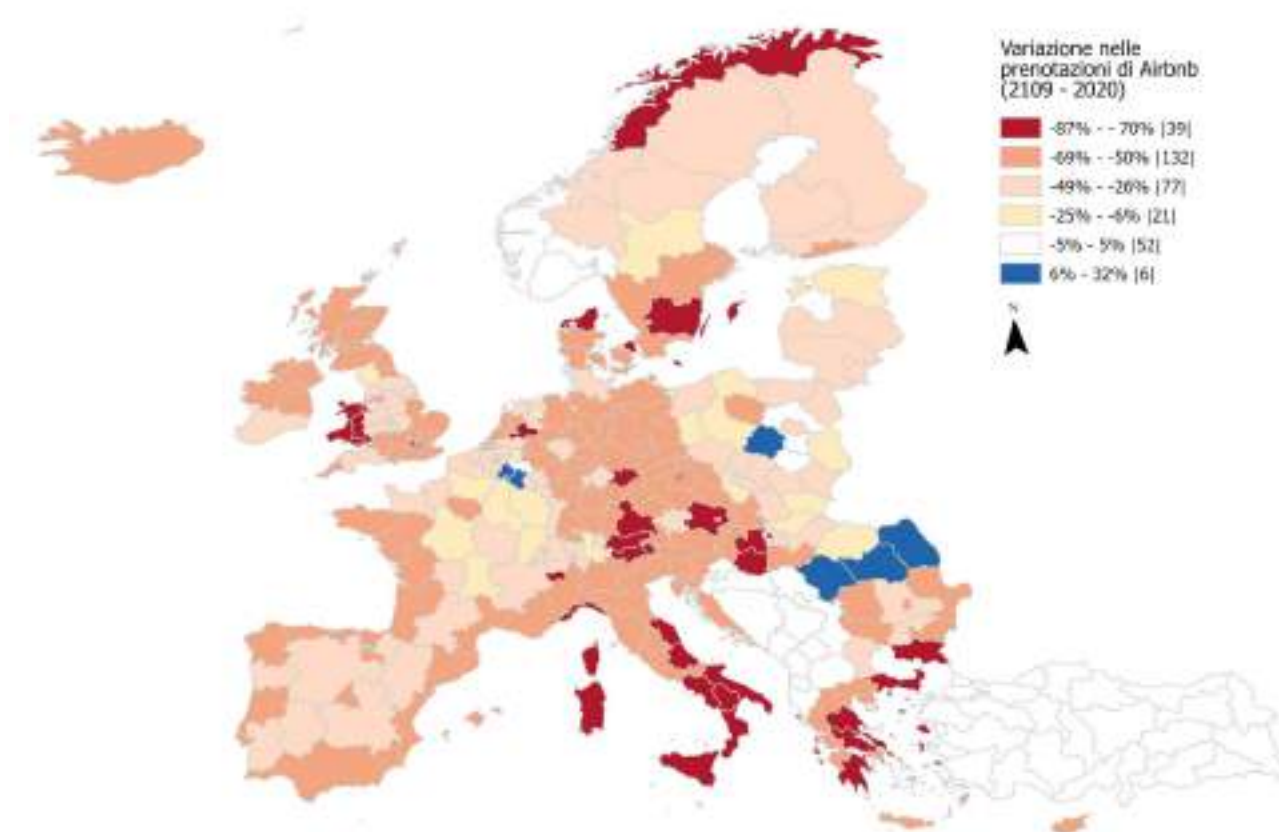 Variazione nelle
prenotazioni di Airbnb
(2109 - 2020)
-87% - - 70% |39|
-69% - -50% |132|
-49% - -26% |77|
-25% - -6% |21|
-5% - 5% |52|
6% - 32% |6|
N